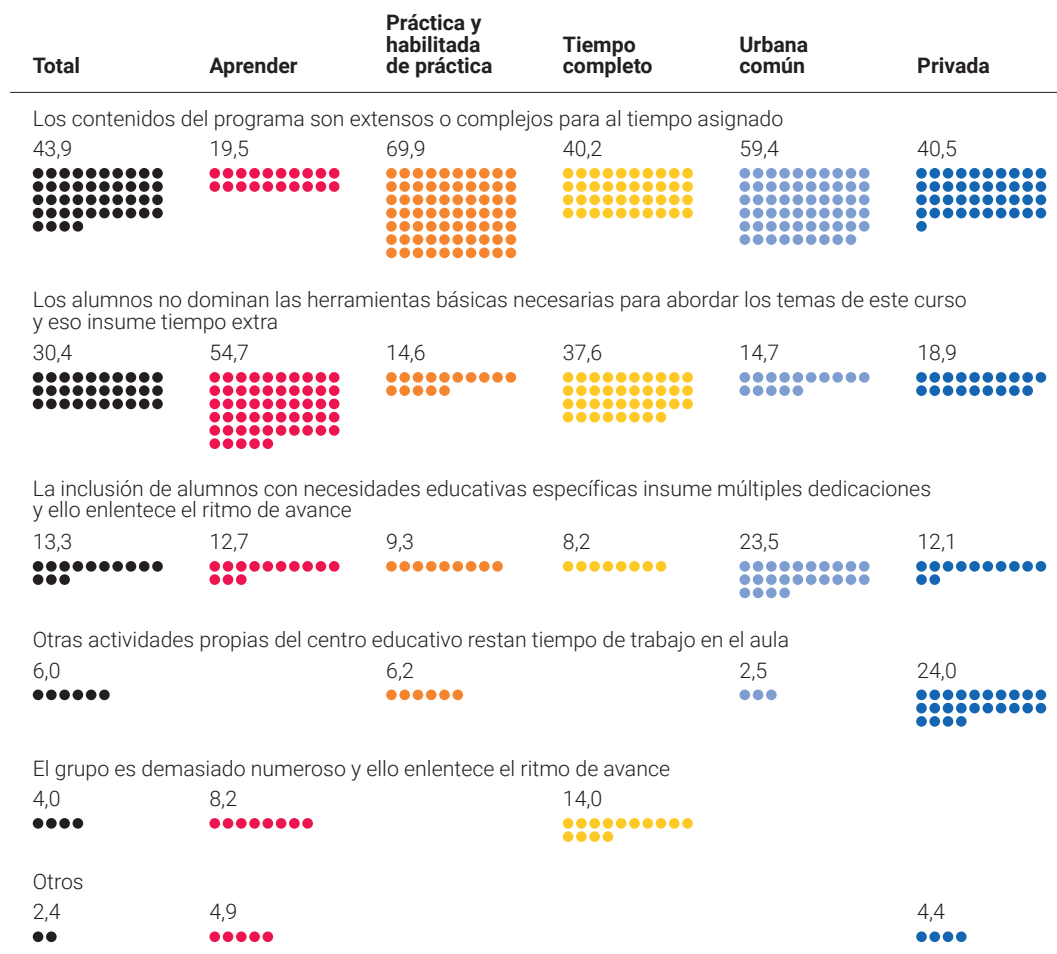 Total Aprender Práctica y habilitada de práctica Tiempo completo Urbana común Privada
Los contenidos del programa son extensos o complejos para al tiempo asignado
43,9 19,5 69,9 40,2 59,4 40,5
Los alumnos no dominan las herramientas básicas necesarias para abordar los temas de este curso
y eso insume tiempo extra
30,4 54,7 14,6 37,6 14,7 18,9
La inclusión de alumnos con necesidades educativas específicas insume múltiples dedicaciones
y ello enlentece el ritmo de avance
13,3 12,7 9,3 8,2 23,5 12,1
Otras actividades propias del centro educativo restan tiempo de trabajo en el aula
6,0 6,2 2,5 24,0
El grupo es demasiado numeroso y ello enlentece el ritmo de avance
4,0 8,2 14,0
Otros
2,4 4,9 4,4